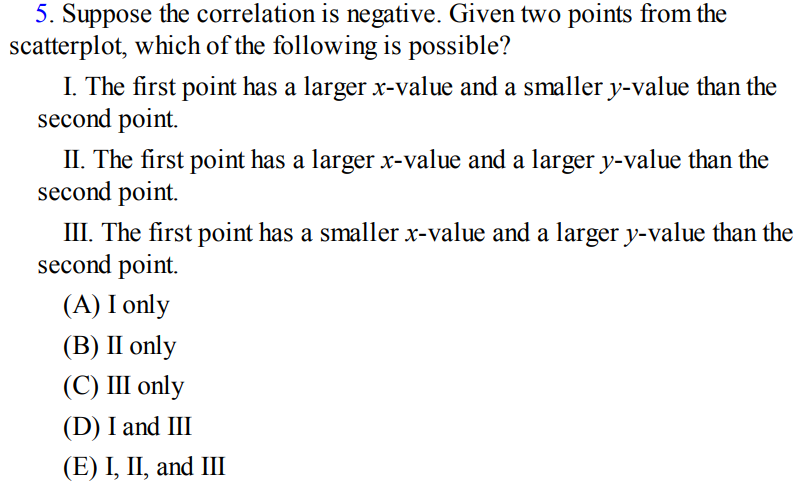 5. Suppose the correlation is negative. Given two points from the
scatterplot, which of the following is possible?
I. The first point has a larger x-value and a smaller y-value than the
second point.
II. The first point has a larger x-value and a larger y-value than the
second point.
III. The first point has a smaller x-value and a larger y-value than the
second point.
(A) I only
(B) II only
(C) III only
(D) I and III
(E) I, II, and III